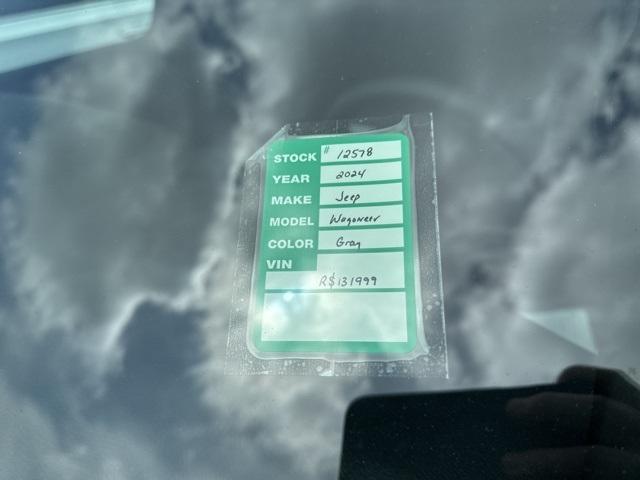 STOCK # 12578
YEAR 2024
MAKE Jeep
MODEL Wagoneer
COLOR Gray
VIN
R$131999